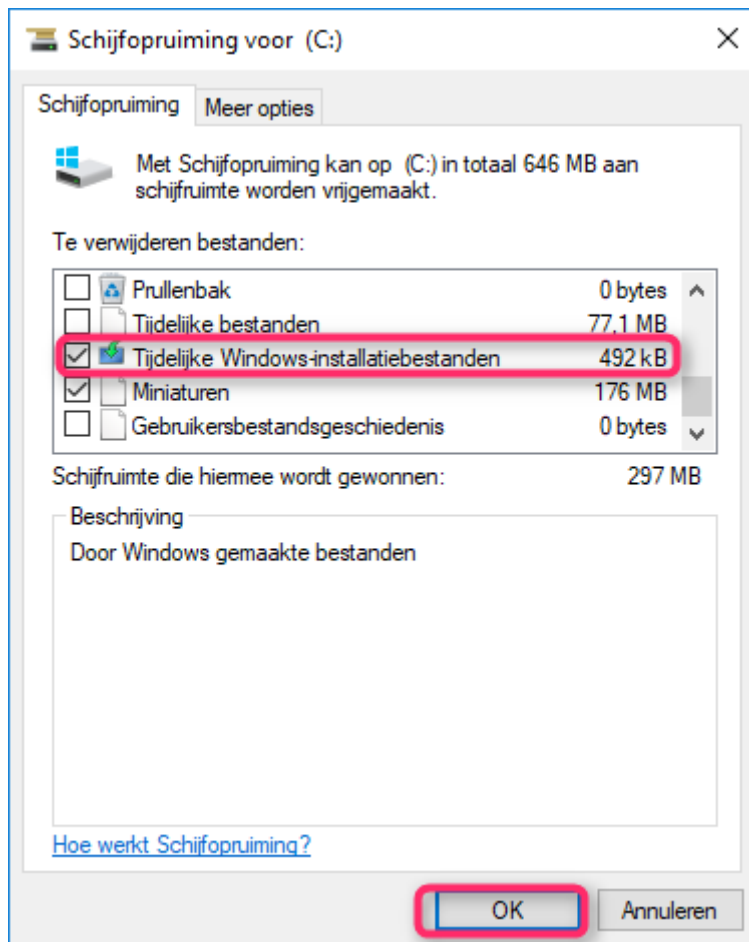 Schijfopruiming voor (C:)
Schijfopruiming
Meer opties
Met Schijfopruiming kan op (C:) in totaal 646 MB aan
schijfruimte worden vrijgemaakt.
Te verwijderen bestanden:
Prullenbak 0 bytes
Tijdelijke bestanden 77,1 MB
Tijdelijke Windows-installatiebestanden 492 kB
Miniaturen 176 MB
Gebruikersbestandsgeschiedenis 0 bytes
Schijfruimte die hiermee wordt gewonnen: 297 MB
Beschrijving
Door Windows gemaakte bestanden
Hoe werkt Schijfopruiming?
OK Annuleren